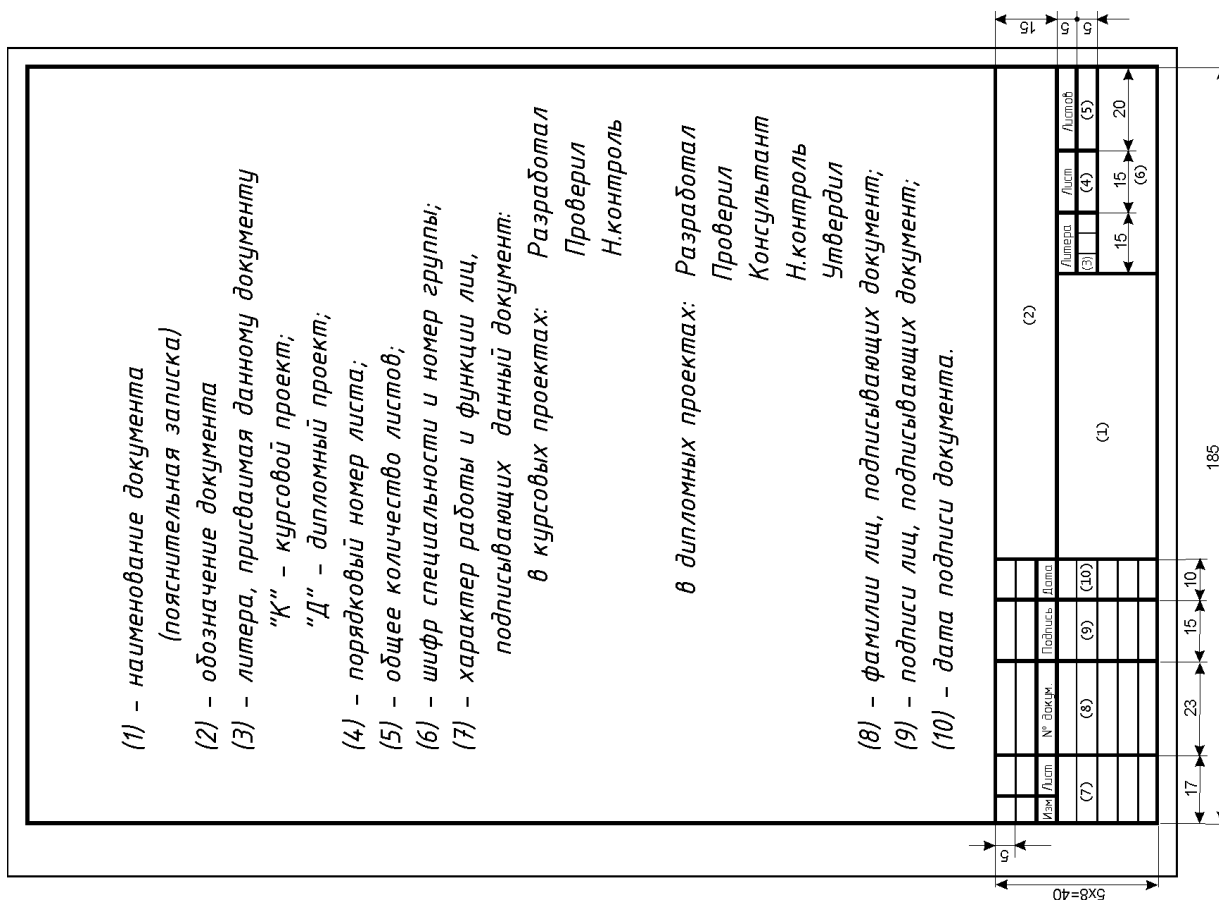 (1) – наименование документа
(пояснительная записка)
(2) – обозначение документа
(3) – литера, присваимая данному документу
"К" – курсовой проект;
"Д" – дипломный проект;
(4) – порядковый номер листа;
(5) – общее количество листов;
(6) – шифр специальности и номер группы;
(7) – характер работы и функции лиц,
подписывающих данный документ:
в курсовых проектах: Разработал
Проверил
Н.контроль
в дипломных проектах: Разработал
Проверил
Консультант
Н.контроль
Утвердил
(8) – фамилии лиц, подписывающих документ;
(9) – подписи лиц, подписывающих документ;
(10) – дата подписи документа.
5
15
5
5
(2)
Изм Лист № докум. Подпись Дата
(7) (8) (9) (10)
(1)
Литера Лист Листов
(3) (4) (5)
15 15 20
(6)
5x8=40
17 23 15 10
185